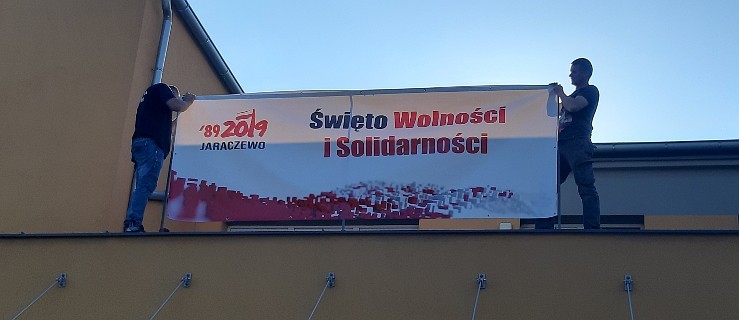 '89 2019
JARACZEWO
Święto Wolności
i Solidarności